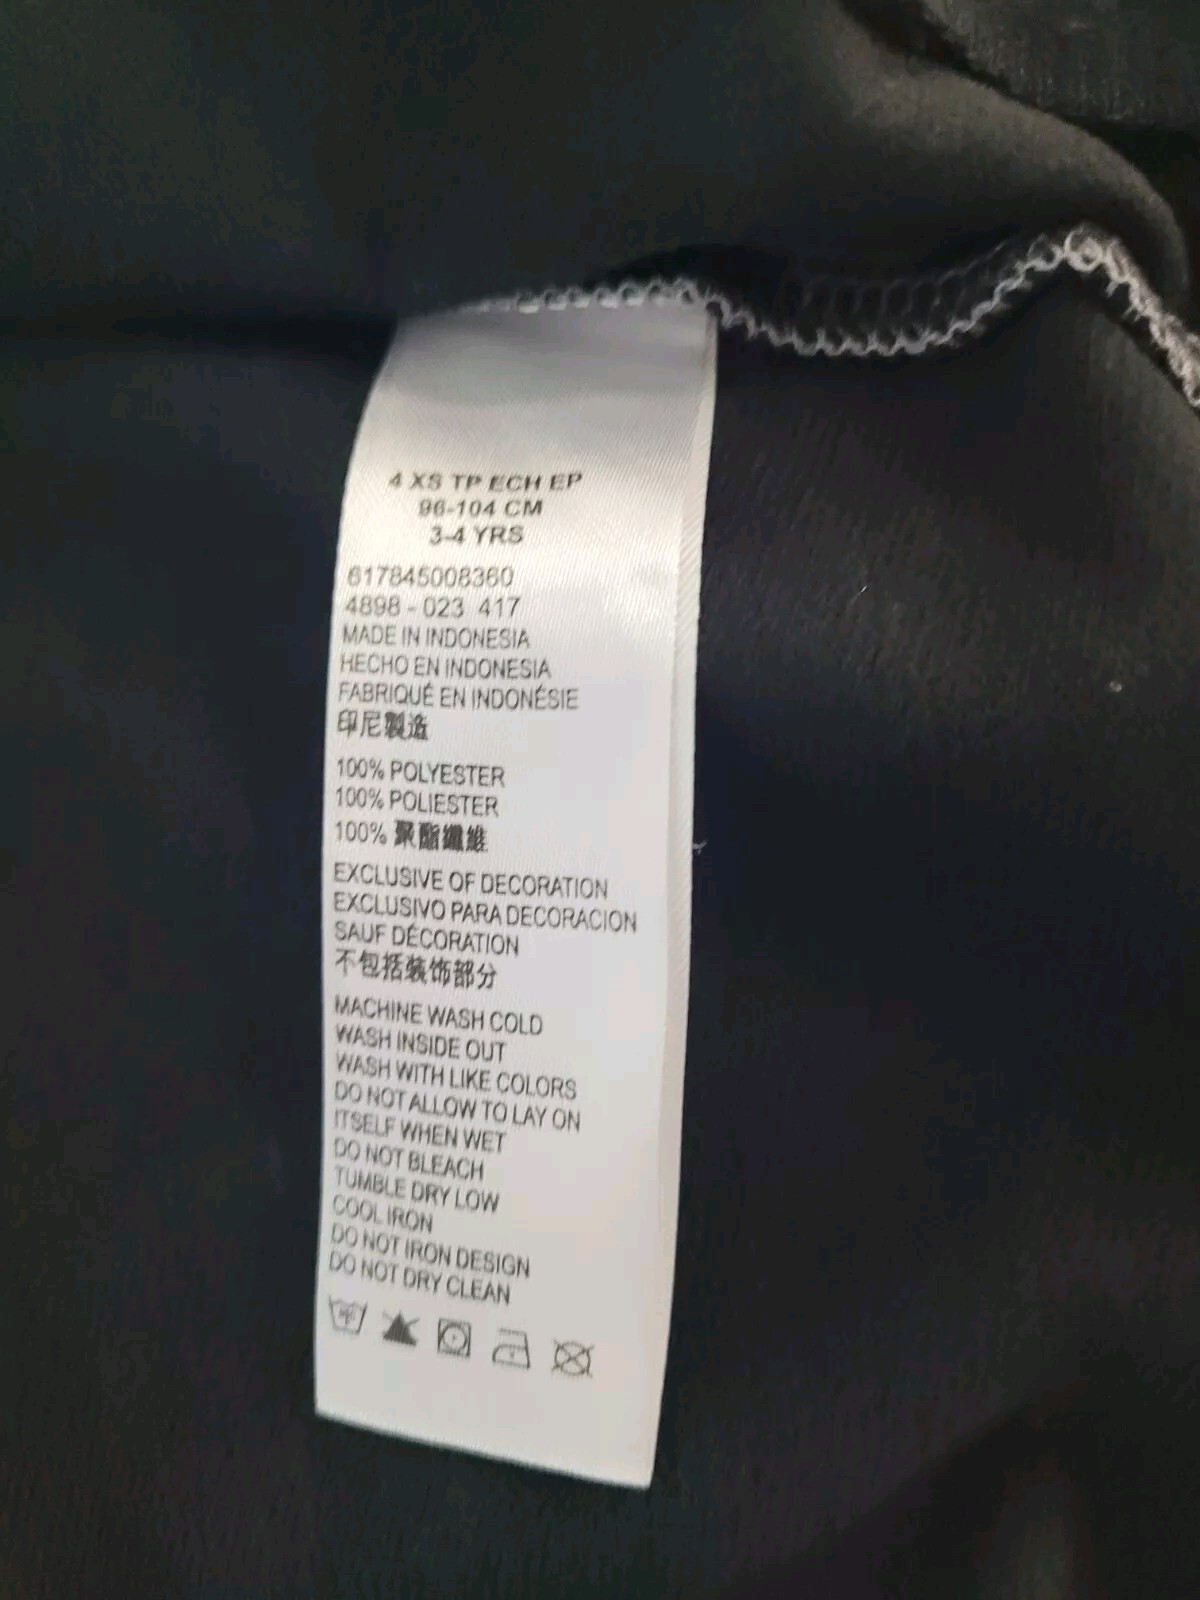 4 XS TP ECH EP
96-104 CM
3-4 YRS
617845008360
4898 - 023 417
MADE IN INDONESIA
HECHO EN INDONESIA
FABRIQUÉ EN INDONÉSIE
印尼製造
100% POLYESTER
100% POLIESTER
100% 聚酯纖維
EXCLUSIVE OF DECORATION
EXCLUSIVO PARA DECORACION
SAUF DÉCORATION
不包括装饰部分
MACHINE WASH COLD
WASH INSIDE OUT
WASH WITH LIKE COLORS
DO NOT ALLOW TO LAY ON
ITSELF WHEN WET
DO NOT BLEACH
TUMBLE DRY LOW
COOL IRON
DO NOT IRON DESIGN
DO NOT DRY CLEAN